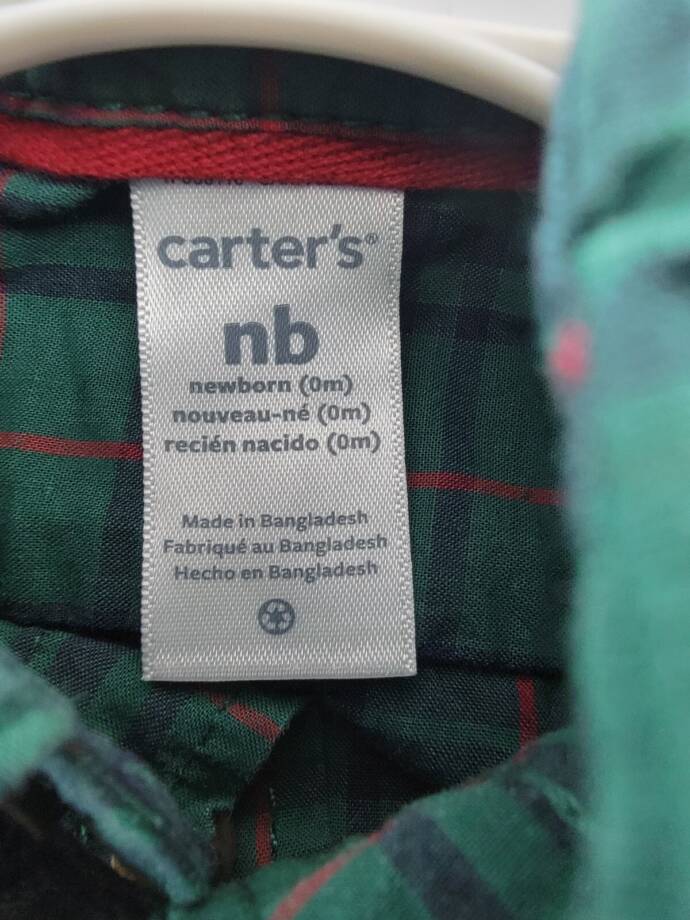 carter's®
nb
newborn (0m)
nouveau-né (0m)
recién nacido (0m)
Made in Bangladesh
Fabriqué au Bangladesh
Hecho en Bangladesh